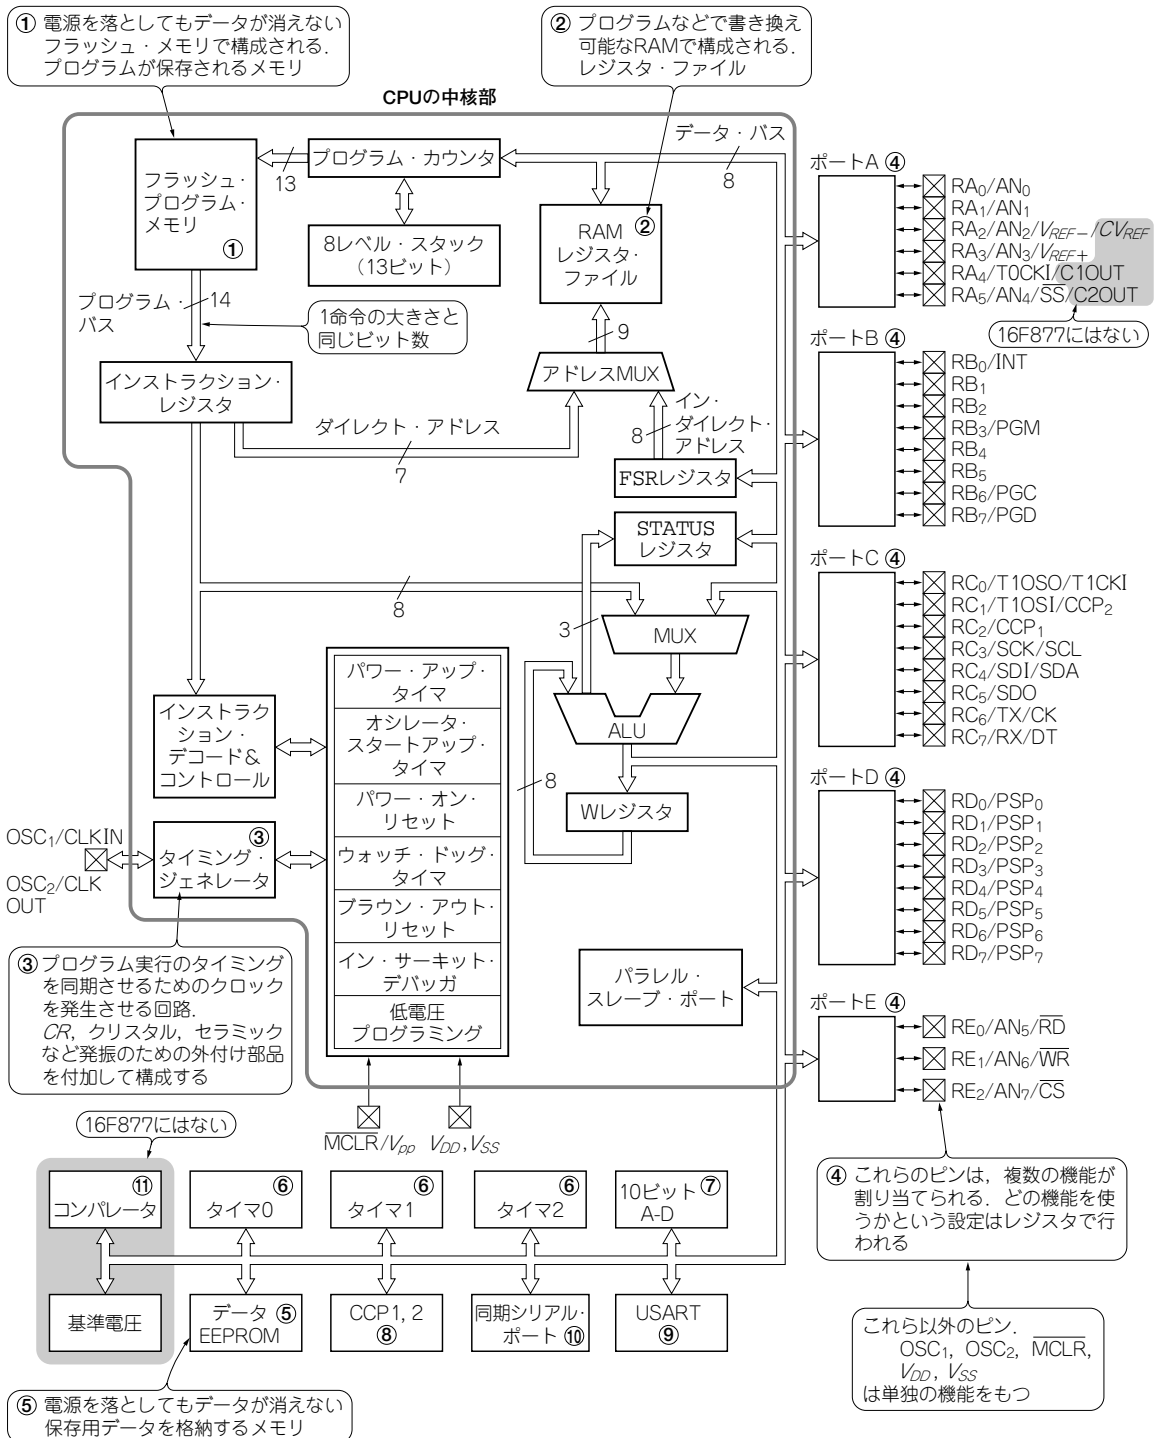 ① 電源を落としてもデータが消えない
フラッシュ・メモリで構成される.
プログラムが保存されるメモリ
② プログラムなどで書き換え
可能なRAMで構成される.
レジスタ・ファイル
CPUの中核部
データ・バス
8
フラッシュ・
プログラム・
メモリ
①
13
プログラム・カウンタ
8レベル・スタック
(13ビット)
RAM ②
レジスタ・
ファイル
プログラム・
バス
14
1命令の大きさと
同じビット数
9
アドレスMUX
インストラクション・
レジスタ
ダイレクト・アドレス
7
イン・
ダイレクト・
アドレス
8
FSRレジスタ
STATUS
レジスタ
8
3
MUX
ALU
8
Wレジスタ
インストラク
ション・
デコード&
コントロール
パワー・アップ・
タイマ
オシレータ・
スタートアップ・
タイマ
パワー・オン・
リセット
ウォッチ・ドッグ・
タイマ
ブラウン・アウト・
リセット
イン・サーキット・
デバッガ
低電圧
プログラミング
OSC1/CLKIN
OSC2/CLK
OUT
③
タイミング・
ジェネレータ
③ プログラム実行のタイミング
を同期させるためのクロック
を発生させる回路.
CR, クリスタル, セラミック
など発振のための外付け部品
を付加して構成する
パラレル・
スレーブ・ポート
MCLR/Vpp
VDD, VSS
ポートA ④
RA0/AN0
RA1/AN1
RA2/AN2/VREF−/CVREF
RA3/AN3/VREF+
RA4/T0CKI/C1OUT
RA5/AN4/SS/C2OUT
16F877にはない
ポートB ④
RB0/INT
RB1
RB2
RB3/PGM
RB4
RB5
RB6/PGC
RB7/PGD
ポートC ④
RC0/T1OSO/T1CKI
RC1/T1OSI/CCP2
RC2/CCP1
RC3/SCK/SCL
RC4/SDI/SDA
RC5/SDO
RC6/TX/CK
RC7/RX/DT
ポートD ④
RD0/PSP0
RD1/PSP1
RD2/PSP2
RD3/PSP3
RD4/PSP4
RD5/PSP5
RD6/PSP6
RD7/PSP7
ポートE ④
RE0/AN5/RD
RE1/AN6/WR
RE2/AN7/CS
④ これらのピンは, 複数の機能が
割り当てられる. どの機能を使
うかという設定はレジスタで行
われる
これら以外のピン.
OSC1, OSC2, MCLR,
VDD, VSS
は単独の機能をもつ
16F877にはない
⑪
コンパレータ
⑥
タイマ0
⑥
タイマ1
⑥
タイマ2
10ビット ⑦
A-D
基準電圧
データ ⑤
EEPROM
CCP1, 2
⑧
同期シリアル・
ポート ⑩
USART
⑨
⑤ 電源を落としてもデータが消えない
保存用データを格納するメモリ